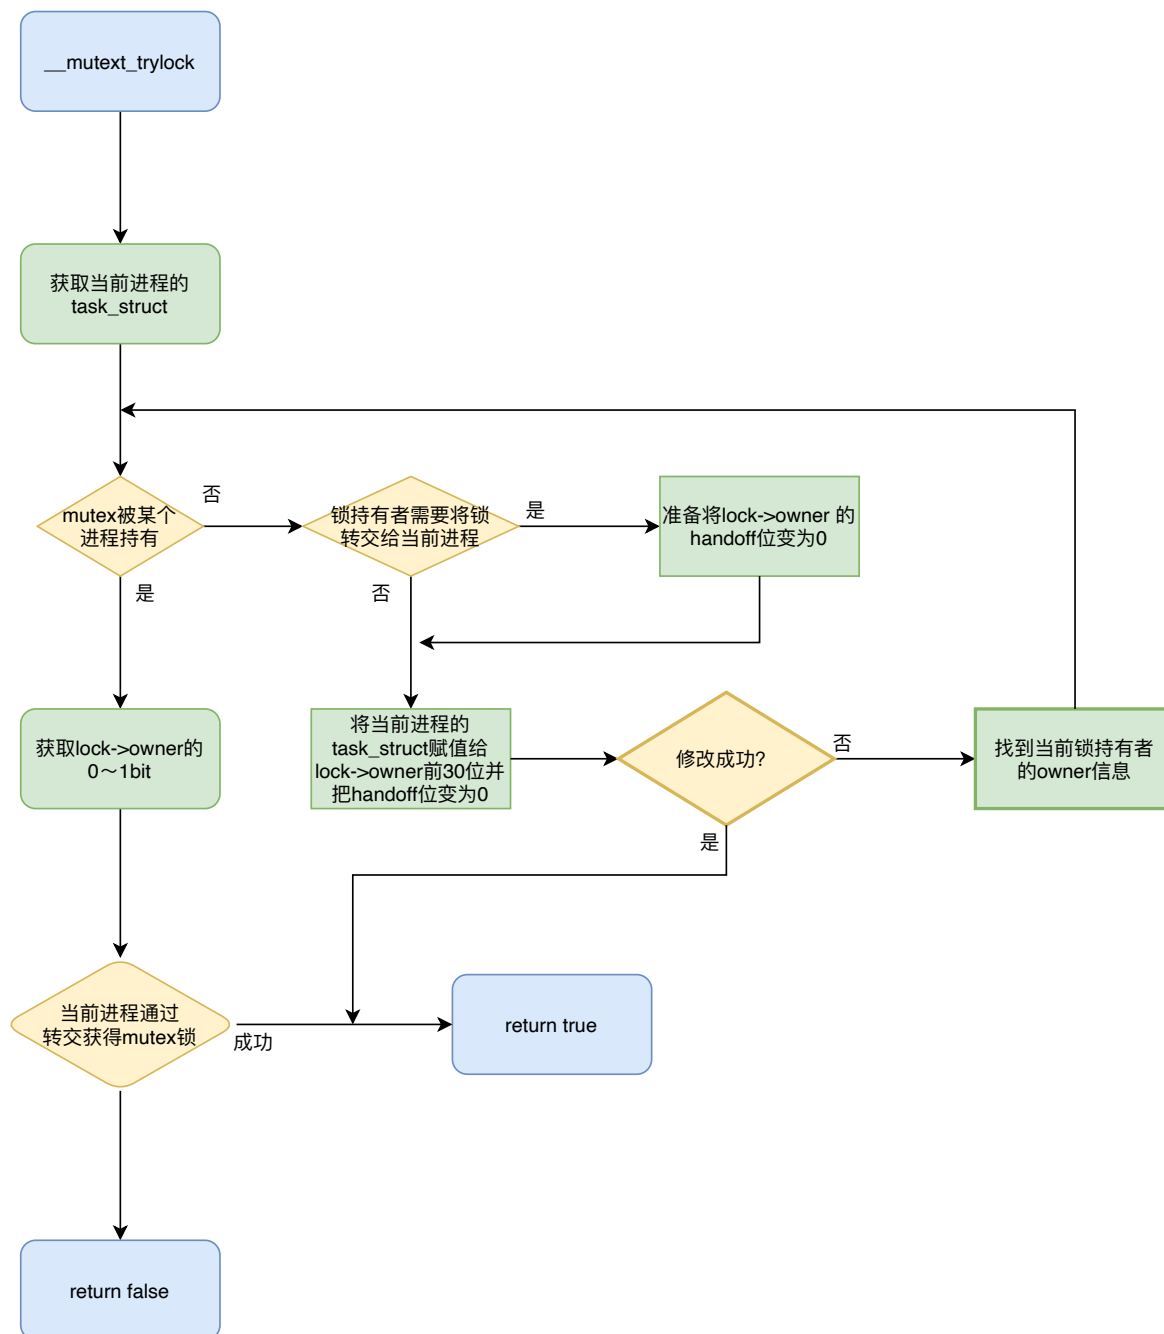 __mutext_trylock
获取当前进程的
task_struct
mutex被某个
进程持有
否
锁持有者需要将锁
转交给当前进程
是
准备将lock->owner 的
handoff位变为0
是
否
获取lock->owner的
0～1bit
将当前进程的
task_struct赋值给
lock->owner前30位并
把handoff位变为0
修改成功?
否
找到当前锁持有者
的owner信息
是
当前进程通过
转交获得mutex锁
成功
return true
return false